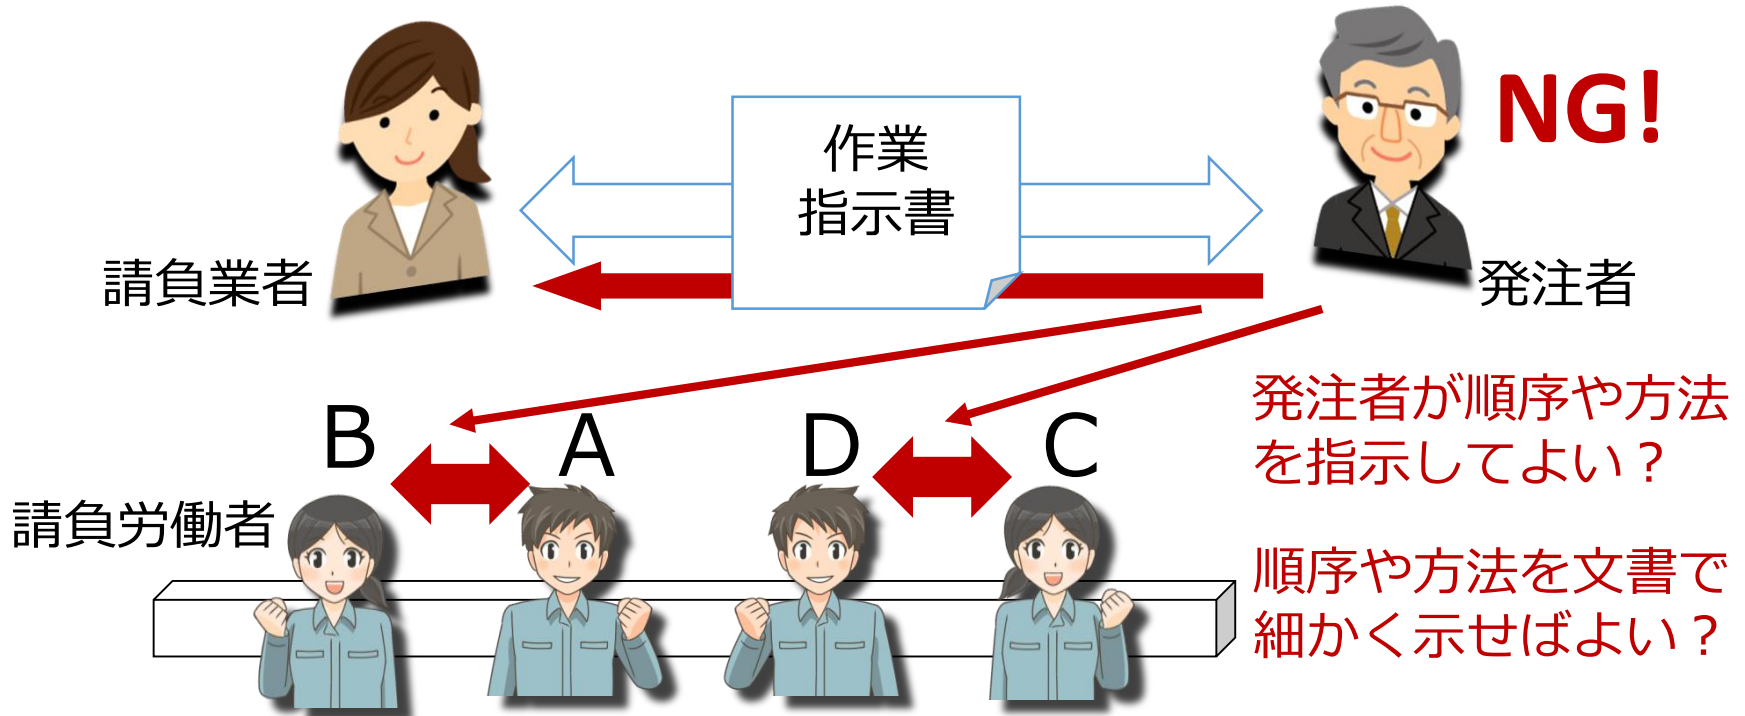 NG!
作業
指示書
請負業者
発注者
発注者が順序や方法
を指示してよい？
B
A
D
C
請負労働者
順序や方法を文書で
細かく示せばよい？